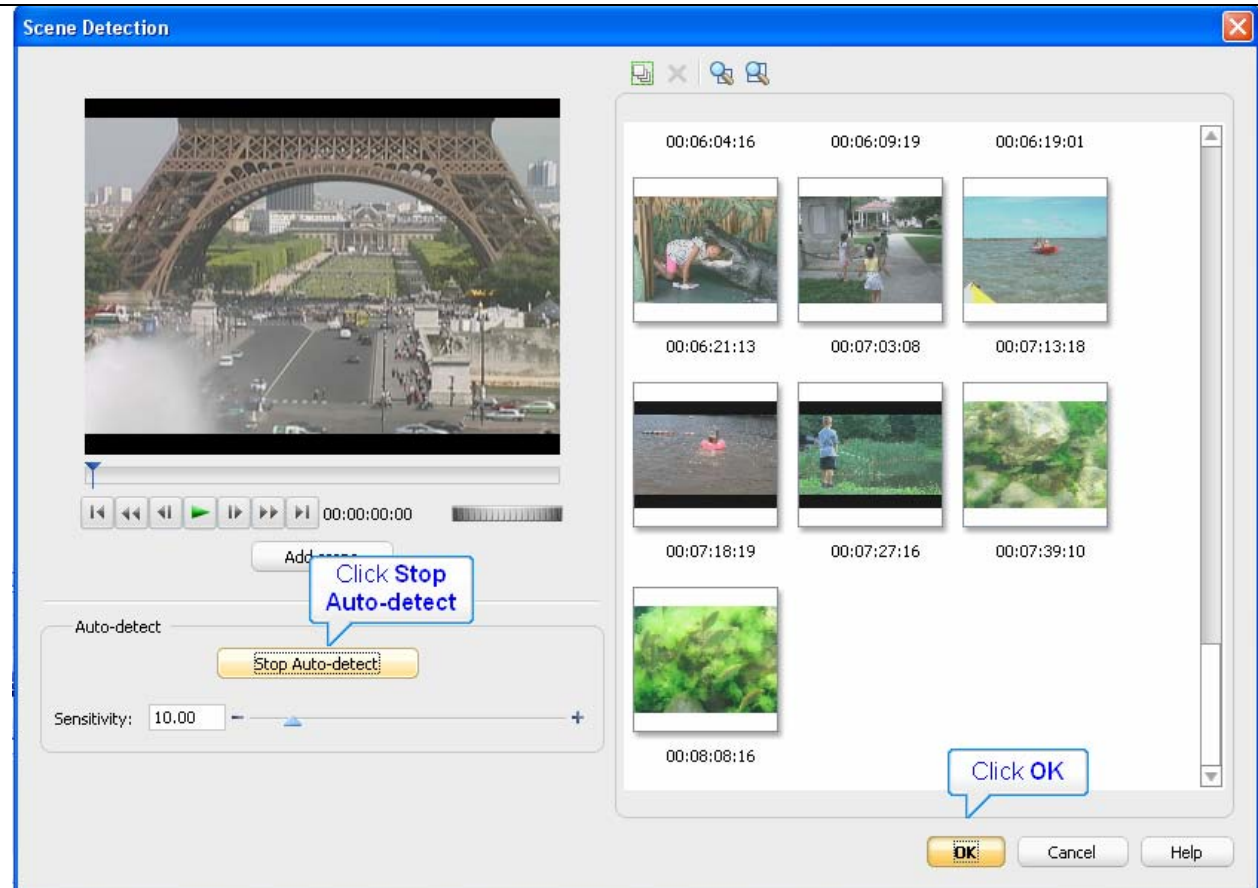 Scene Detection
00:06:04:16 00:06:09:19 00:06:19:01
00:06:21:13 00:07:03:08 00:07:13:18
00:07:18:19 00:07:27:16 00:07:39:10
00:08:08:16
00:00:00:00
Add scene
Click Stop
Auto-detect
Auto-detect
Stop Auto-detect
Sensitivity: 10.00
Click OK
OK Cancel Help